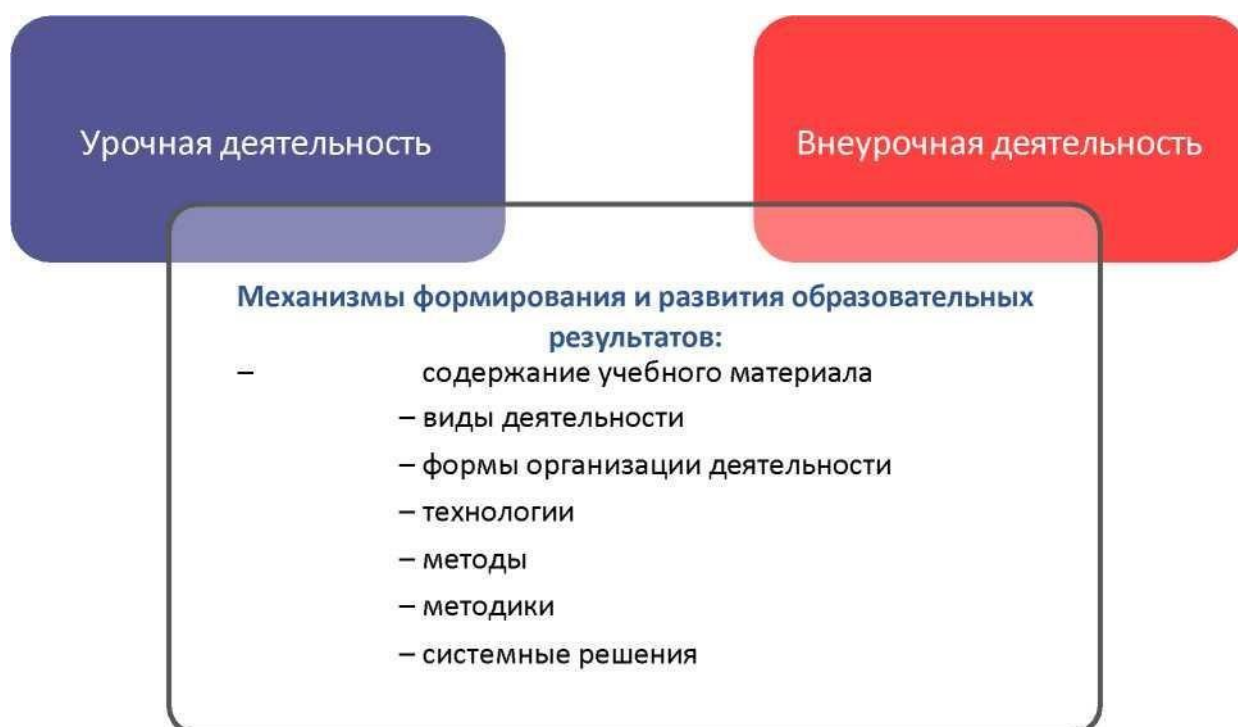 Урочная деятельность
Внеурочная деятельность
Механизмы формирования и развития образовательных
результатов:
– содержание учебного материала
– виды деятельности
– формы организации деятельности
– технологии
– методы
– методики
– системные решения